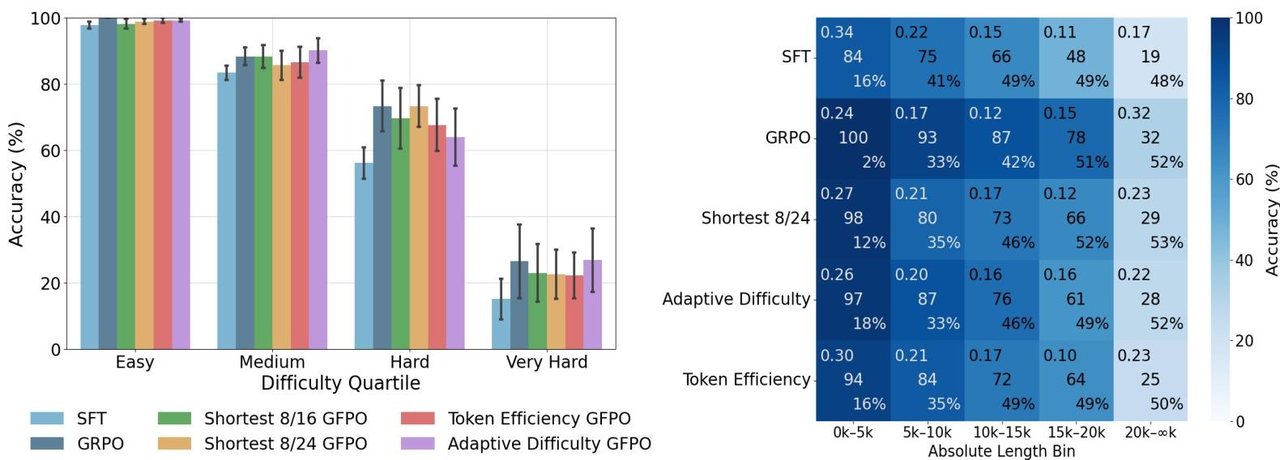 100
80
60
40
20
0
Accuracy (%)
Easy Medium Hard Very Hard
Difficulty Quartile
SFT Shortest 8/16 GFPO Token Efficiency GFPO
GRPO Shortest 8/24 GFPO Adaptive Difficulty GFPO
SFT
0.34 0.22 0.15 0.11 0.17
84 75 66 48 19
16% 41% 49% 49% 48%
GRPO
0.24 0.17 0.12 0.15 0.32
100 93 87 78 32
2% 33% 42% 51% 52%
Shortest 8/24
0.27 0.21 0.17 0.12 0.23
98 80 73 66 29
12% 35% 46% 52% 53%
Adaptive Difficulty
0.26 0.20 0.16 0.16 0.22
97 87 76 61 28
18% 33% 46% 49% 52%
Token Efficiency
0.30 0.21 0.17 0.10 0.23
94 84 72 64 25
16% 35% 49% 49% 50%
0k–5k 5k–10k 10k–15k 15k–20k 20k–∞k
Absolute Length Bin
100
80
60
40
20
0
Accuracy (%)